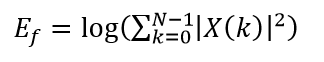 E_f = log(∑_{k=0}^{N−1}|X(k)|²)